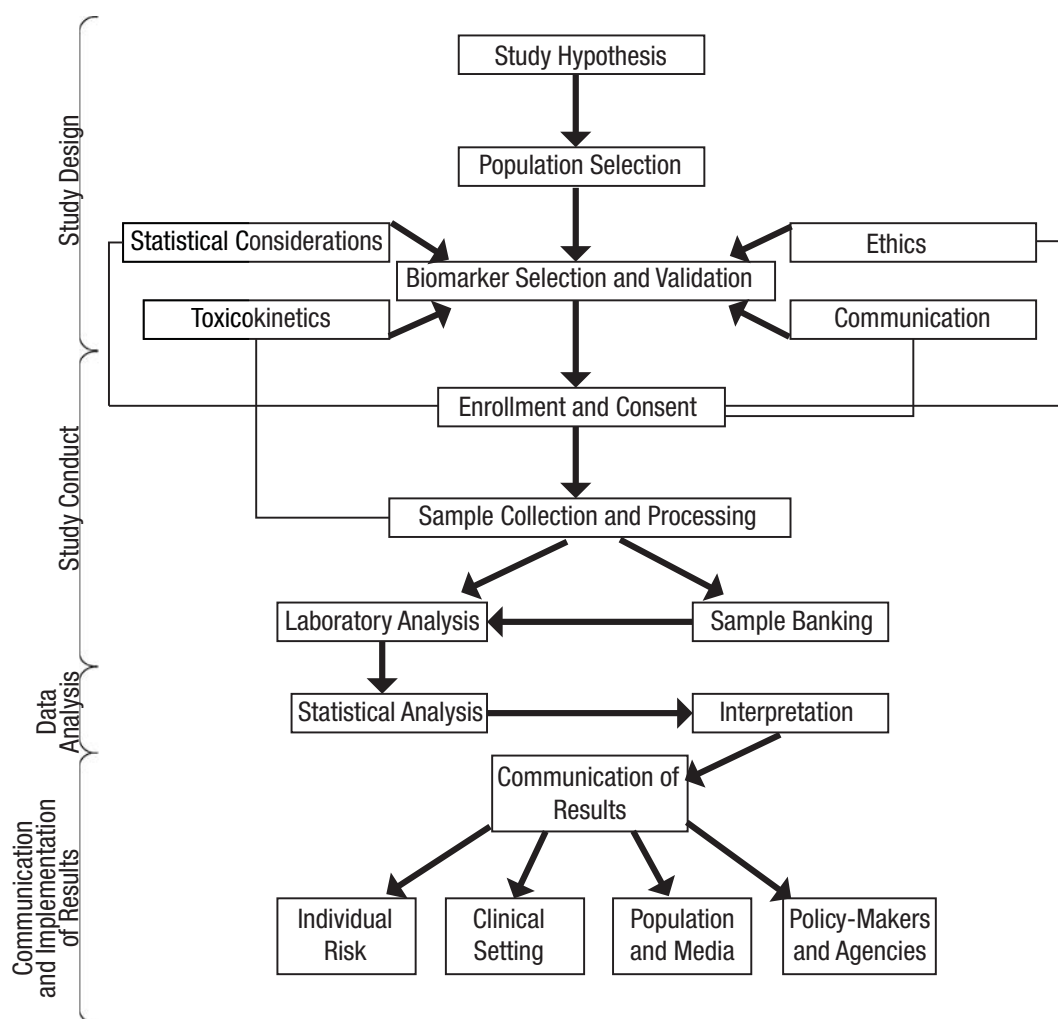 Study Design
Study Hypothesis
Population Selection
Statistical Considerations
Ethics
Biomarker Selection and Validation
Toxicokinetics
Communication
Study Conduct
Enrollment and Consent
Sample Collection and Processing
Laboratory Analysis
Sample Banking
Data
Analysis
Statistical Analysis
Interpretation
Communication
and Implementation
of Results
Communication of
Results
Individual
Risk
Clinical
Setting
Population
and Media
Policy-Makers
and Agencies